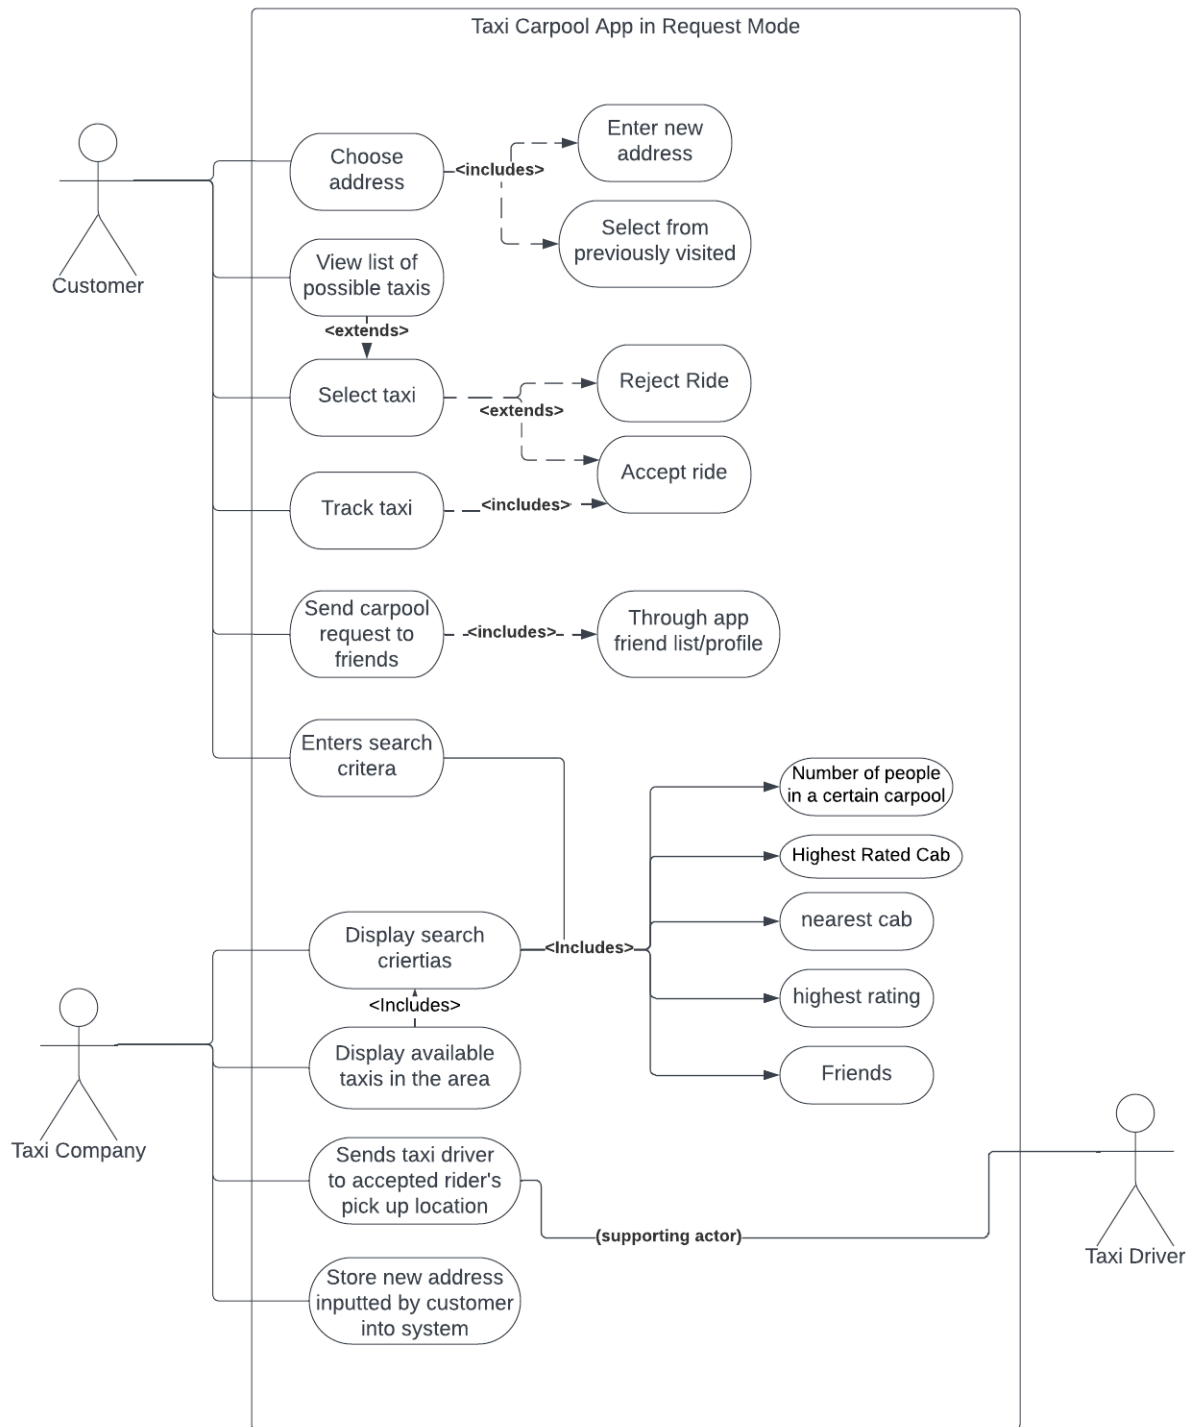 Taxi Carpool App in Request Mode
Customer
Choose
address
<includes>
Enter new
address
Select from
previously visited
View list of
possible taxis
<extends>
Select taxi
<extends>
Reject Ride
Accept ride
Track taxi
<includes>
Send carpool
request to
friends
<includes>
Through app
friend list/profile
Enters search
critera
Number of people
in a certain carpool
Highest Rated Cab
nearest cab
highest rating
Friends
Taxi Company
Display search
criertias
<Includes>
<Includes>
Display available
taxis in the area
Sends taxi driver
to accepted rider's
pick up location
(supporting actor)
Taxi Driver
Store new address
inputted by customer
into system